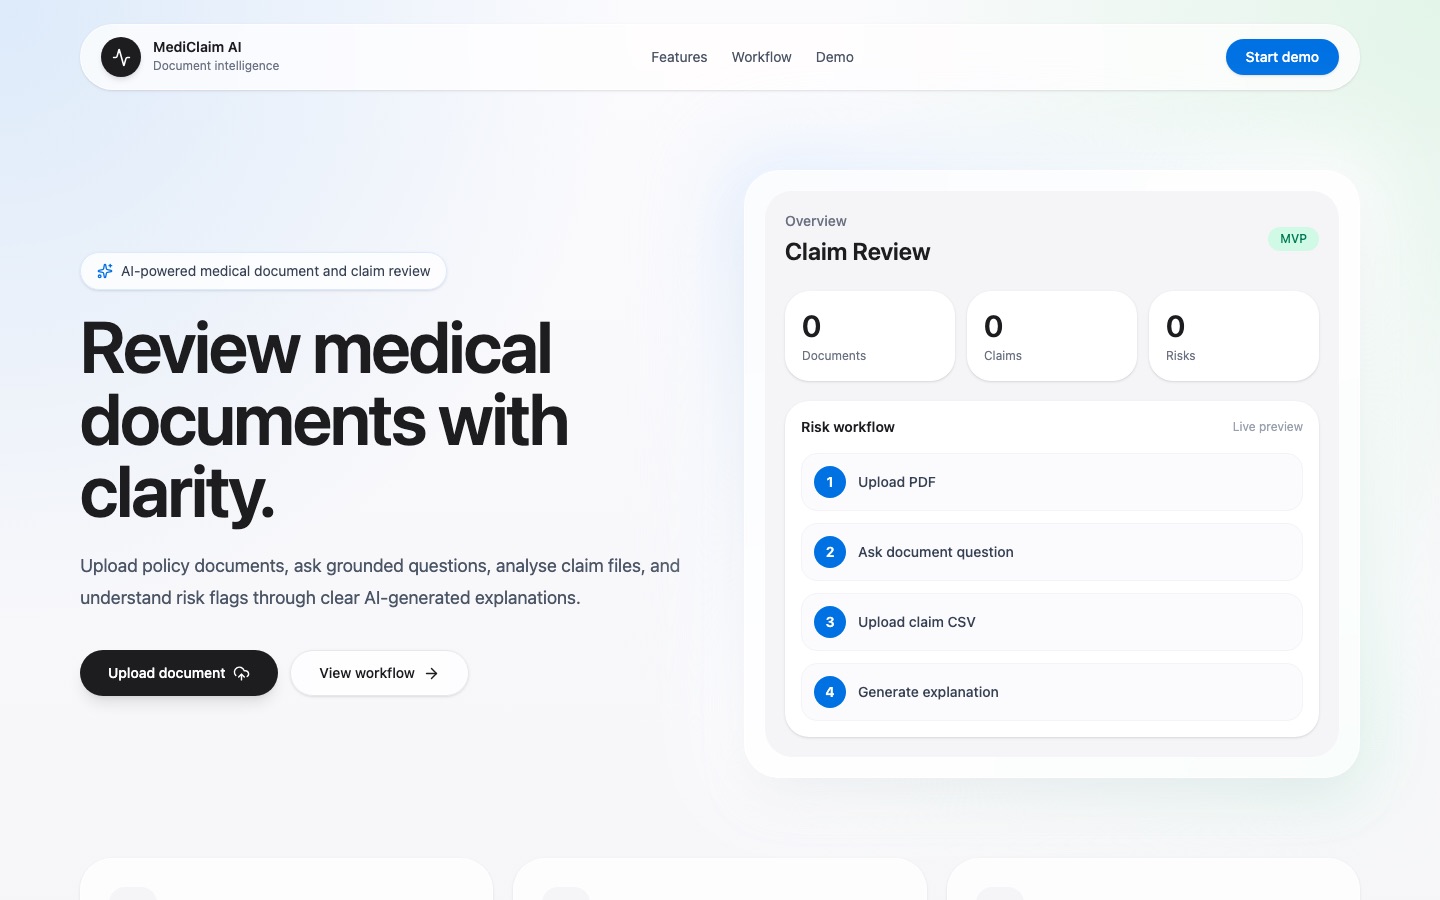 MediClaim AI
Document intelligence
Features
Workflow
Demo
Start demo
AI-powered medical document and claim review
Review medical
documents with
clarity.
Upload policy documents, ask grounded questions, analyse claim files, and
understand risk flags through clear AI-generated explanations.
Upload document
View workflow
Overview
Claim Review
MVP
0
Documents
0
Claims
0
Risks
Risk workflow
Live preview
1 Upload PDF
2 Ask document question
3 Upload claim CSV
4 Generate explanation